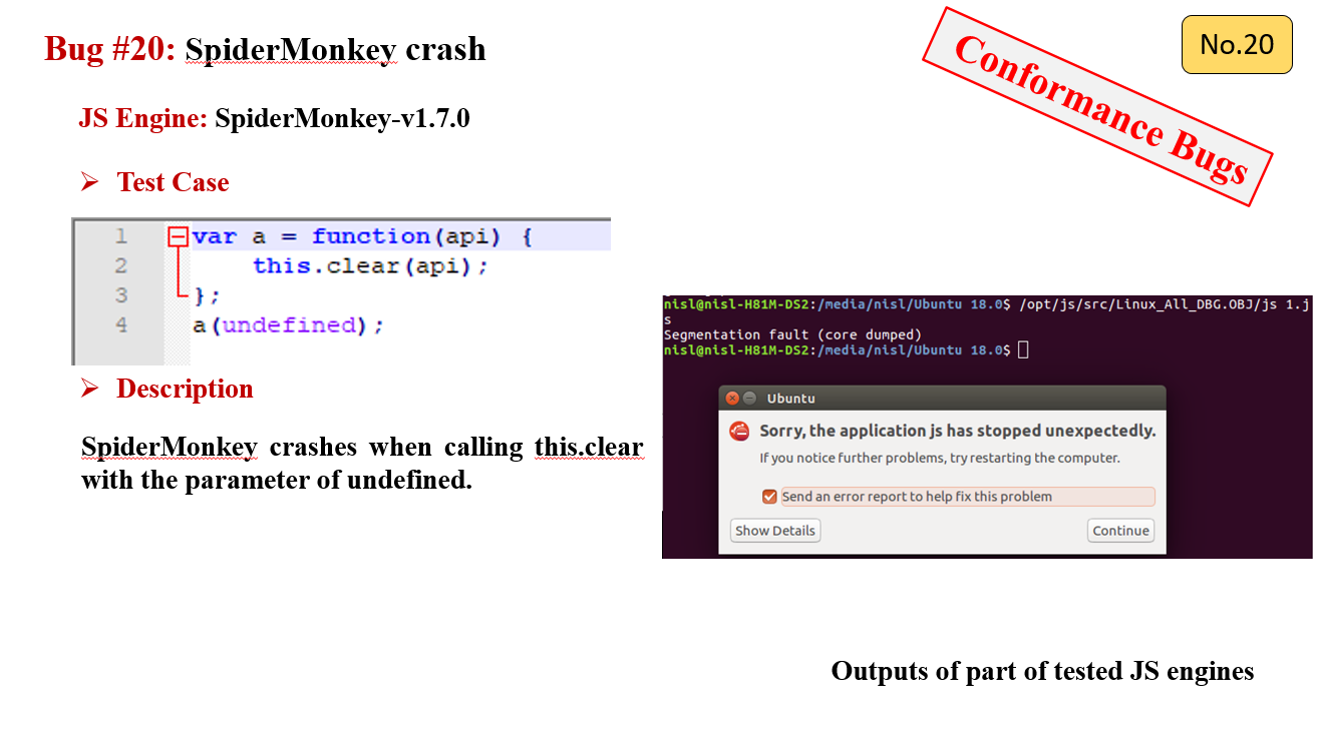 Bug #20: SpiderMonkey crash
No.20
Conformance Bugs
JS Engine: SpiderMonkey-v1.7.0
Test Case
1 var a = function(api) {
2 this.clear(api);
3 };
4 a(undefined);
Description
SpiderMonkey crashes when calling this.clear
with the parameter of undefined.
nisl@nisl-H81M-DS2:/media/nisl/Ubuntu 18.0$ /opt/js/src/Linux_All_DBG.OBJ/js 1.j
s
Segmentation fault (core dumped)
nisl@nisl-H81M-DS2:/media/nisl/Ubuntu 18.0$
Ubuntu
Sorry, the application js has stopped unexpectedly.
If you notice further problems, try restarting the computer.
Send an error report to help fix this problem
Show Details
Continue
Outputs of part of tested JS engines